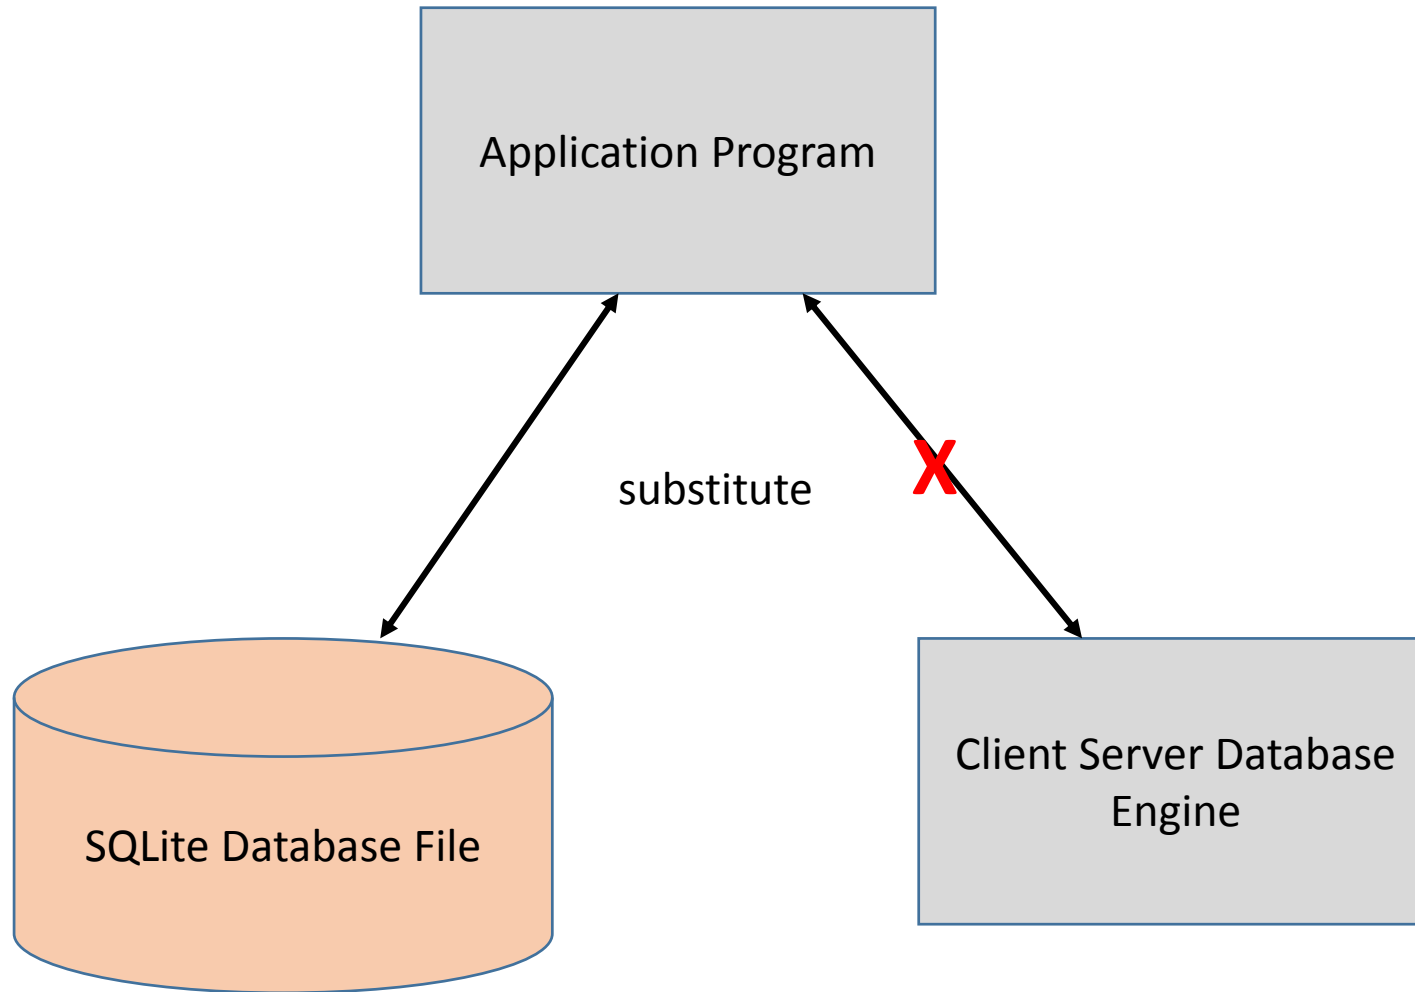 Application Program
substitute
X
Client Server Database
Engine
SQLite Database File